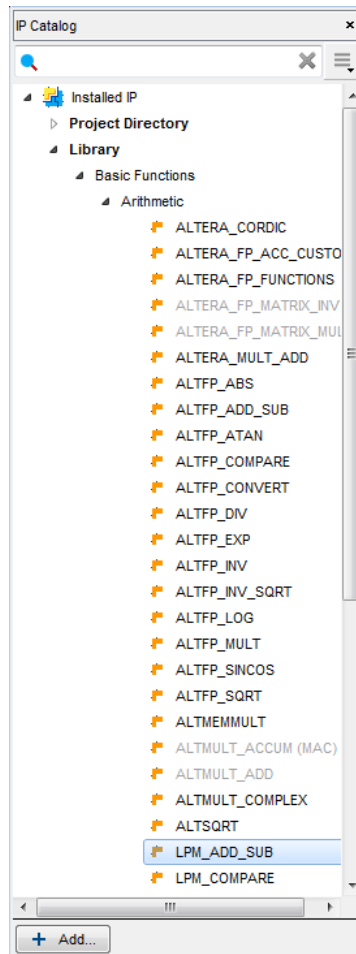 IP Catalog
Installed IP
Project Directory
Library
Basic Functions
Arithmetic
ALTERA_CORDIC
ALTERA_FP_ACC_CUSTO
ALTERA_FP_FUNCTIONS
ALTERA_FP_MATRIX_INV
ALTERA_FP_MATRIX_MUL
ALTERA_MULT_ADD
ALTFP_ABS
ALTFP_ADD_SUB
ALTFP_ATAN
ALTFP_COMPARE
ALTFP_CONVERT
ALTFP_DIV
ALTFP_EXP
ALTFP_INV
ALTFP_INV_SQRT
ALTFP_LOG
ALTFP_MULT
ALTFP_SINCOS
ALTFP_SQRT
ALTMEMMULT
ALTMULT_ACCUM (MAC)
ALTMULT_ADD
ALTMULT_COMPLEX
ALTSQRT
LPM_ADD_SUB
LPM_COMPARE
+ Add...